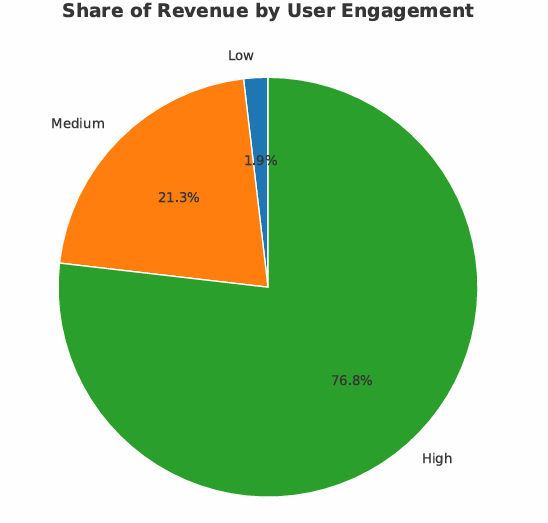 Share of Revenue by User Engagement
Low
Medium
1.9%
21.3%
76.8%
High